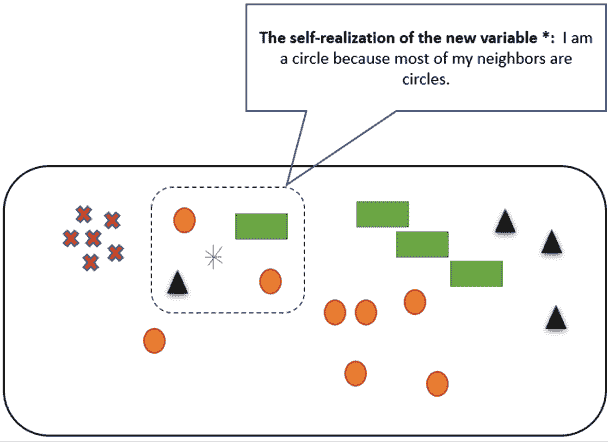 The self-realization of the new variable *: I am
a circle because most of my neighbors are
circles.